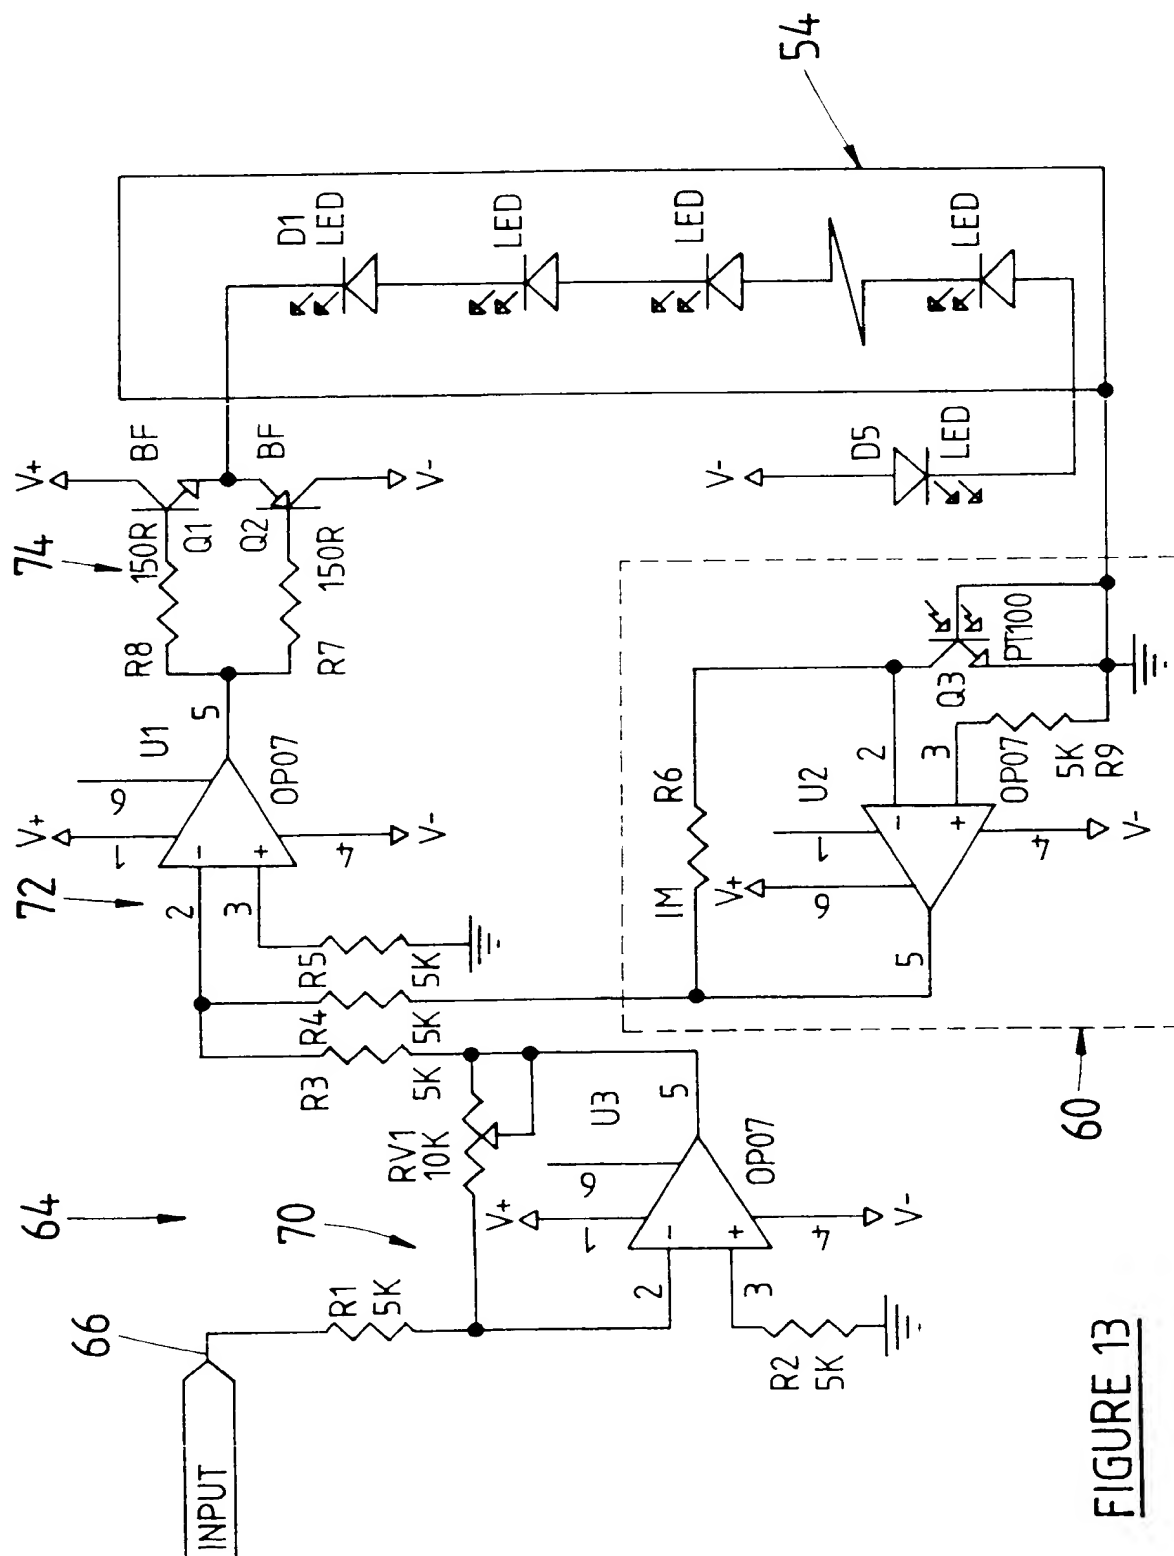 FIGURE 13
INPUT
66
64
R1
5K
70
RV1
10K
2
3
R2
5K
V+
1
6
4
V-
U3
OP07
5
R3
5K
R4
5K
R5
5K
72
2
3
V+
1
6
4
V-
U1
OP07
5
74
R8
150R
R7
150R
Q1
Q2
V+
BF
BF
V-
D1
LED
LED
LED
LED
54
V-
D5
LED
60
1M
R6
V+
6
1
4
V-
U2
OP07
5
2
3
5K
R9
Q3
PT100